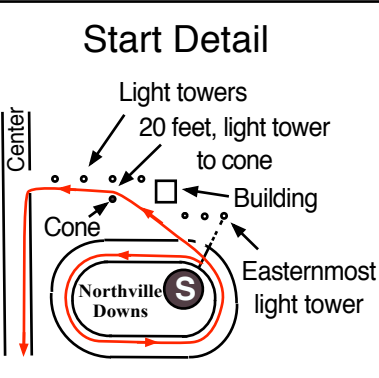 Start Detail
Light towers
20 feet, light tower
to cone
Center
Building
Cone
Easternmost
light tower
Northville
Downs
S